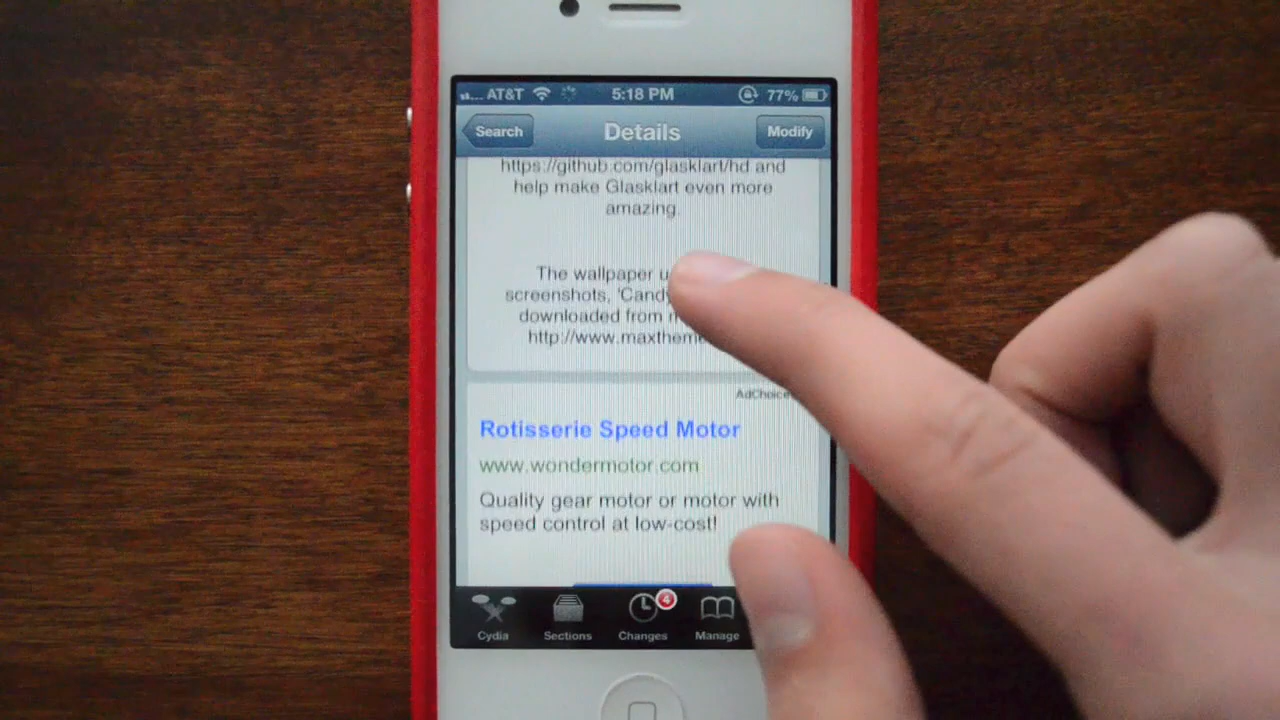 AT&T 5:18 PM 77%
Search Details Modify
https://github.com/glasklart/hd and
help make Glasklart even more
amazing.
The wallpaper
screenshots, 'Candy
downloaded from
http://www.maxthem
AdChoice
Rotisserie Speed Motor
www.wondermotor.com
Quality gear motor or motor with
speed control at low-cost!
4
Cydia Sections Changes Manage